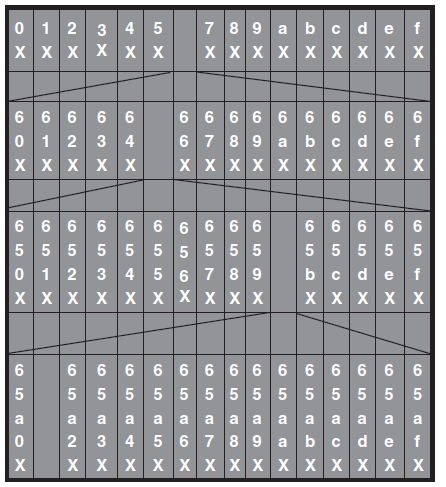 0 1 2 3 4 5 7 8 9 a b c d e f
X X X X X X X X X X X X X X X
6 6 6 6 6 6 6 6 6 6 6 6 6 6 6
0 1 2 3 4 6 7 8 9 a b c d e f
X X X X X X X X X X X X X X X
6 6 6 6 6 6 6 6 6 6 6 6 6 6 6
5 5 5 5 5 5 5 5 5 5 5 5 5 5 5
0 1 2 3 4 5 6 7 8 9 b c d e f
X X X X X X X X X X X X X X X
6 6 6 6 6 6 6 6 6 6 6 6 6 6 6
5 5 5 5 5 5 5 5 5 5 5 5 5 5 5
a a a a a a a a a a a a a a a
0 2 3 4 5 6 7 8 9 a b c d e f
X X X X X X X X X X X X X X X